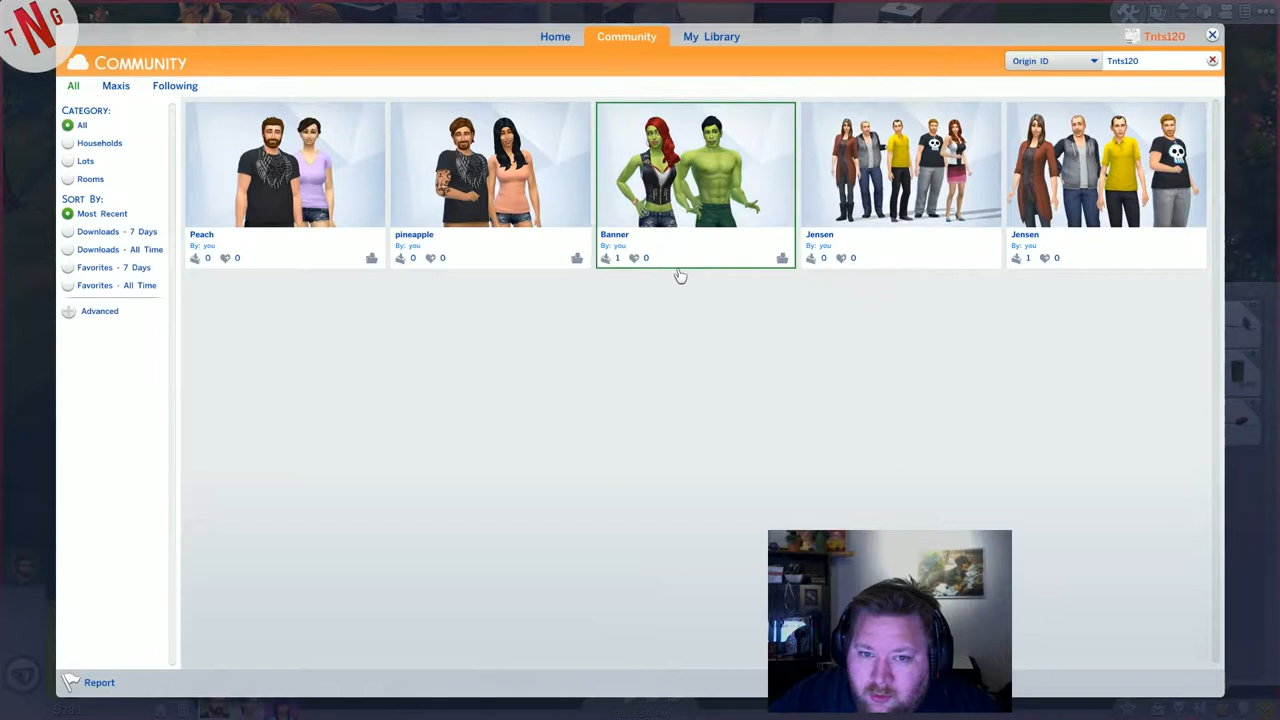 TNG
Home
Community
My Library
Tnts120
COMMUNITY
Origin ID
Tnts120
All
Maxis
Following
CATEGORY:
All
Households
Lots
Rooms
SORT BY:
Most Recent
Downloads - 7 Days
Downloads - All Time
Favorites - 7 Days
Favorites - All Time
Advanced
Peach
By: you
0 0
pineapple
By: you
0 0
Banner
By: you
1 0
Jensen
By: you
0 0
Jensen
By: you
1 0
Report